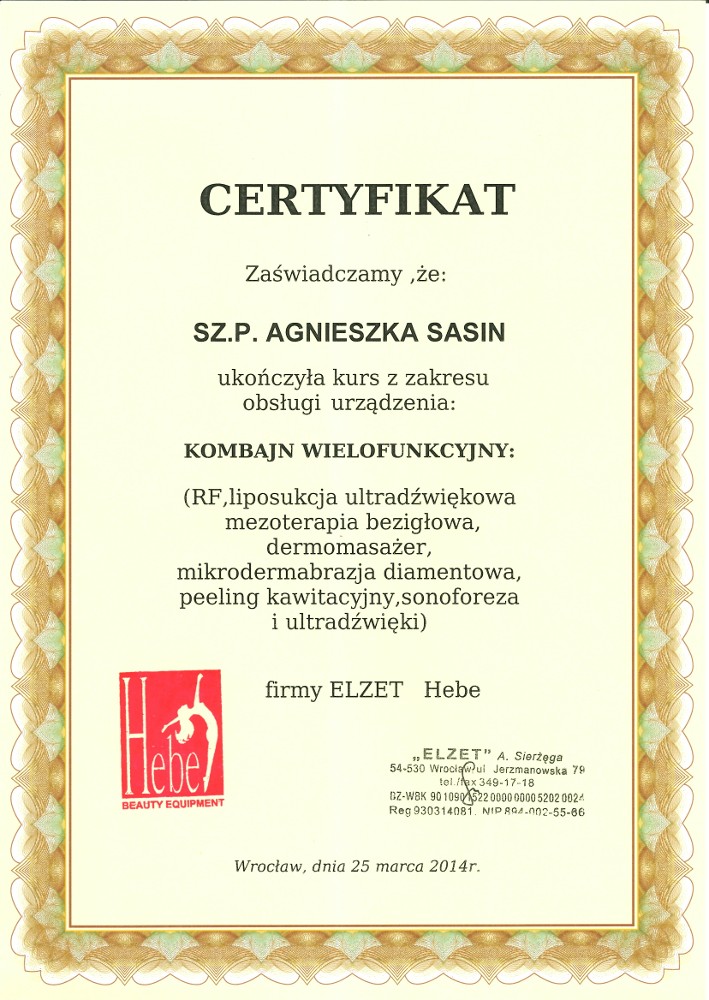 CERTYFIKAT
Zaświadczamy ,że:
SZ.P. AGNIESZKA SASIN
ukończyła kurs z zakresu
obsługi urządzenia:
KOMBAJN WIELOFUNKCYJNY:
(RF,liposukcja ultradźwiękowa
mezoterapia bezigłowa,
dermomasażer,
mikrodermabrazja diamentowa,
peeling kawitacyjny,sonoforeza
i ultradźwięki)
firmy ELZET Hebe
Hebe
BEAUTY EQUIPMENT
„ELZET” A. Sierżęga
54-530 Wrocław ul Jerzmanowska 79
tel./fax 349-17-18
BZ-WBK 90 1090 1522 0000 0000 5202 0024
Reg 930314081, NIP 894-002-55-66
Wrocław, dnia 25 marca 2014r.